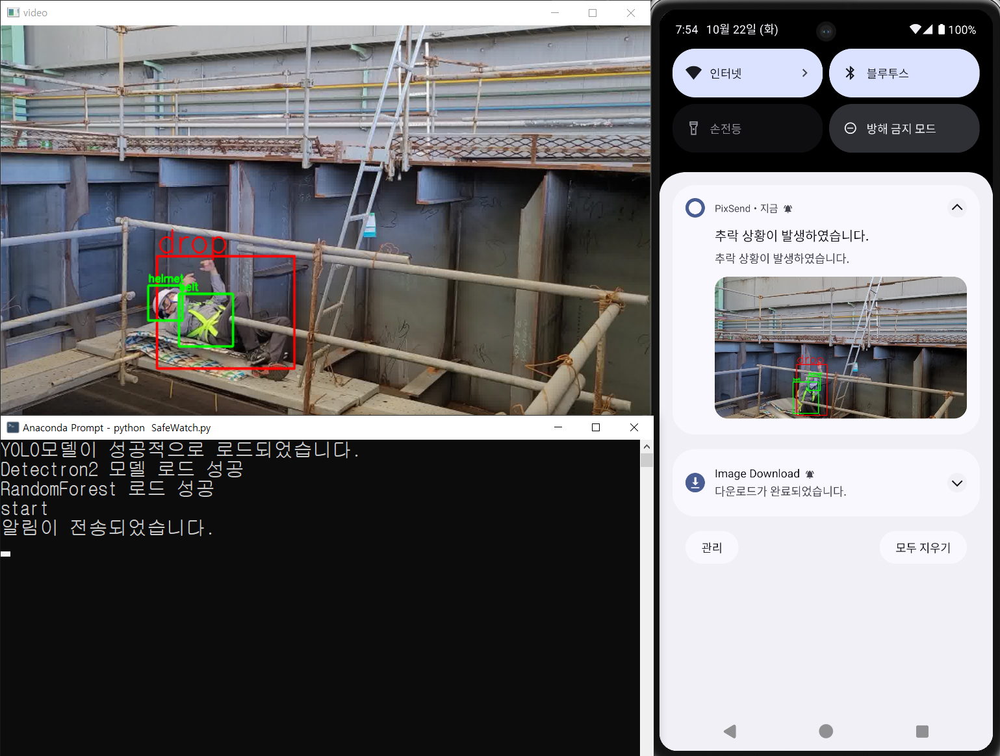 video
drop
helmet
belt
Anaconda Prompt - python  SafeWatch.py
YOLO모델이 성공적으로 로드되었습니다.
Detectron2 모델 로드 성공
RandomForest 로드 성공
start
알림이 전송되었습니다.
7:54 10월 22일 (화) 100%
인터넷
블루투스
손전등
방해 금지 모드
PixSend • 지금
추락 상황이 발생하였습니다.
추락 상황이 발생하였습니다.
drop
belt
Image Download
다운로드가 완료되었습니다.
관리
모두 지우기